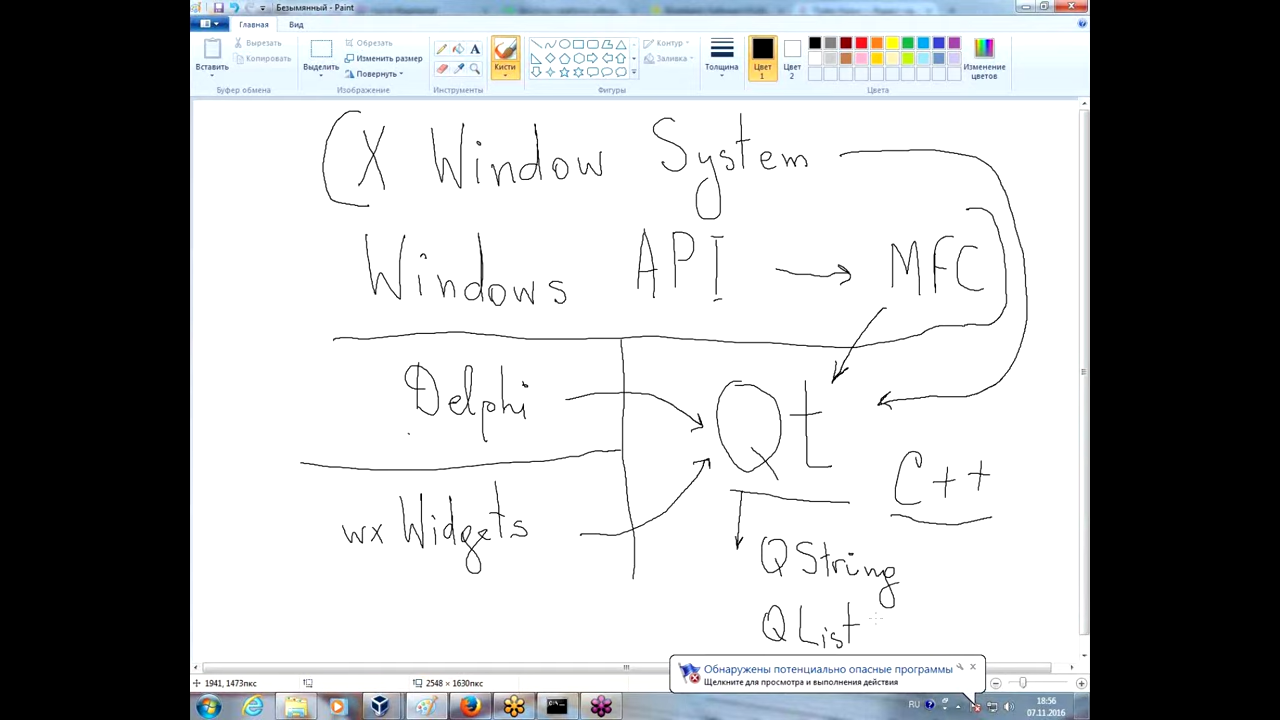 Безымянный - Paint
Главная
Вид
Вставить
Вырезать
Копировать
Буфер обмена
Выделить
Обрезать
Изменить размер
Повернуть
Изображение
Инструменты
Кисти
Контур
Заливка
Фигуры
Толщина
Цвет 1
Цвет 2
Изменение цветов
Цвета
(X Window System
Windows API → MFC
Delphi
Qt
C++
wx Widgets
QString
QList
Обнаружены потенциально опасные программы
Щелкните для просмотра и выполнения действия
1941, 1473пкс
2548 × 1630пкс
RU
18:56
07.11.2016